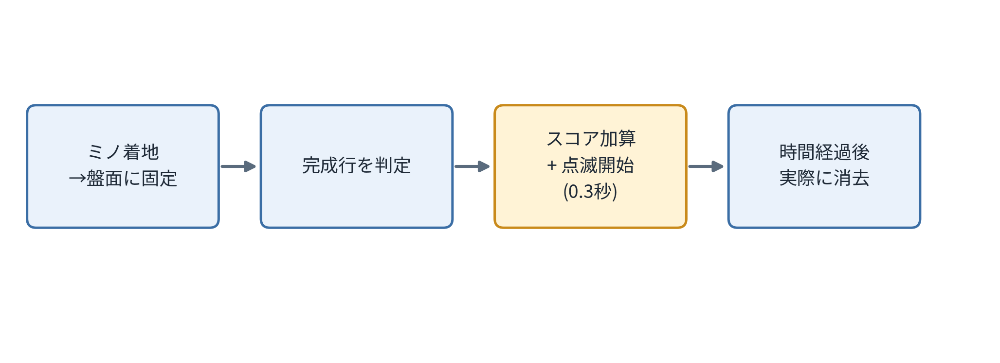 ミノ着地
→盤面に固定
完成行を判定
スコア加算
+ 点滅開始
(0.3秒)
時間経過後
実際に消去